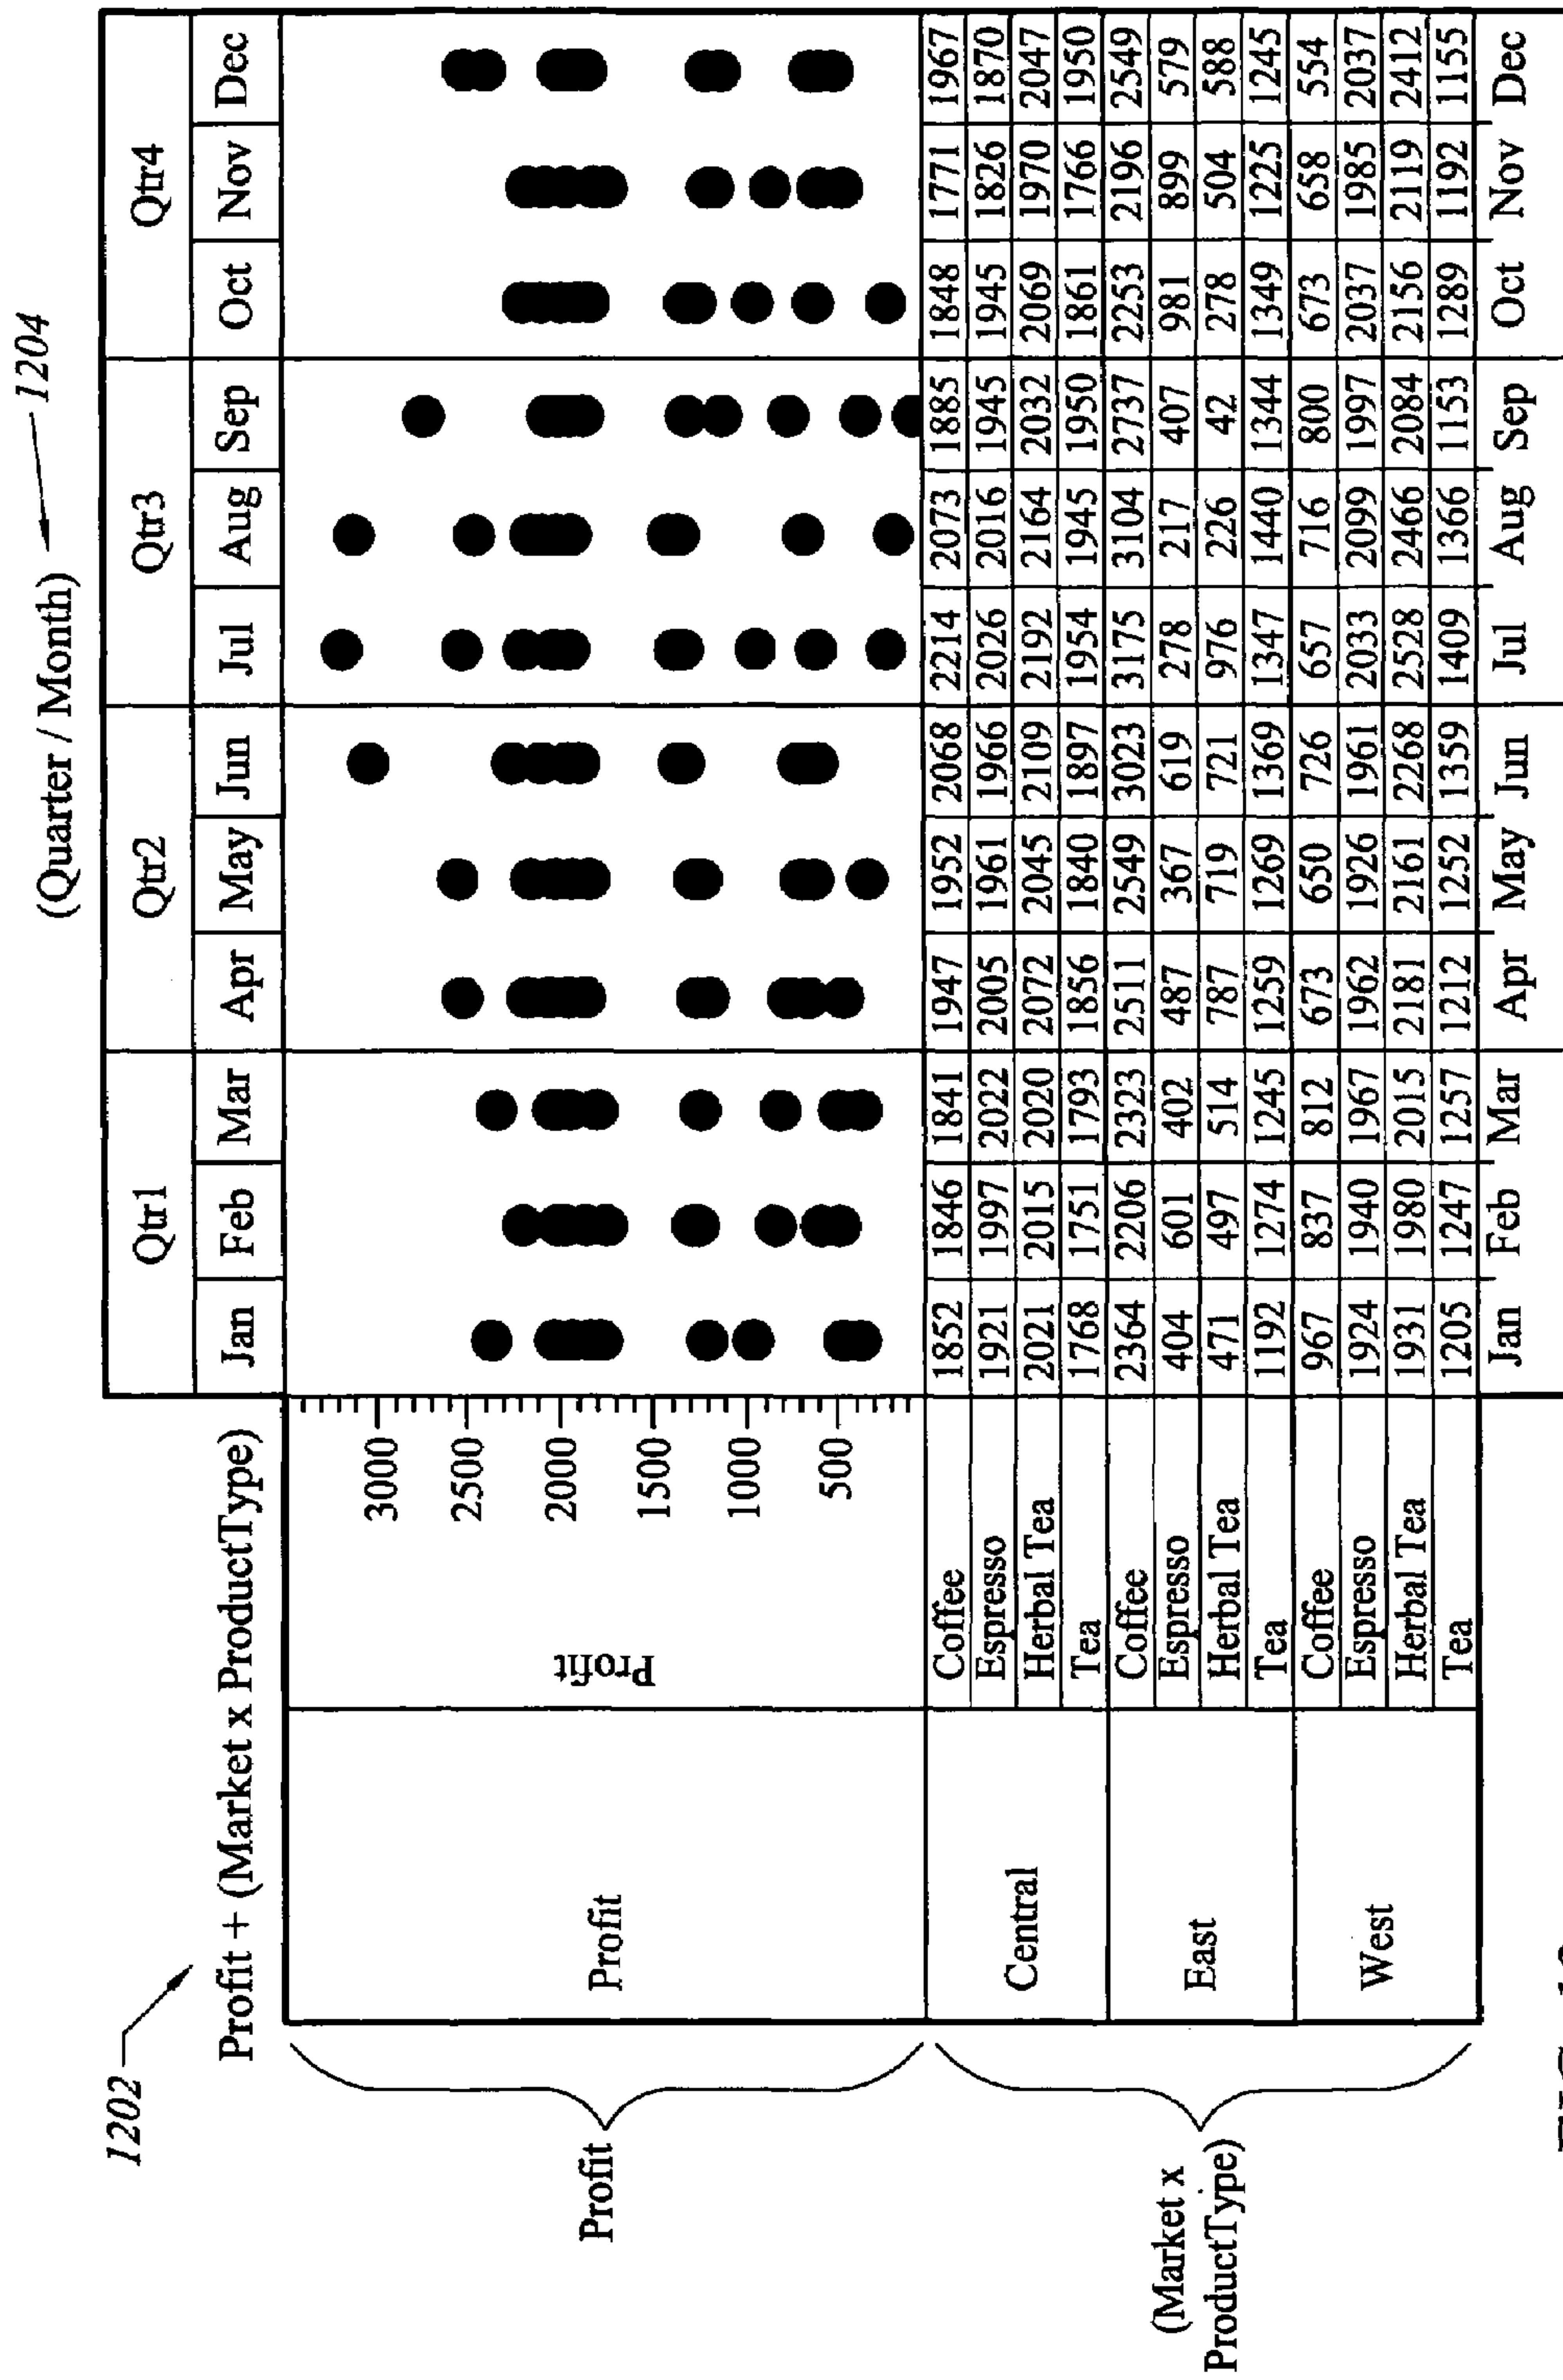 (Quarter / Month) 1204
1202
Profit + (Market x ProductType)
Qtr1 Qtr2 Qtr3 Qtr4
Jan Feb Mar Apr May Jun Jul Aug Sep Oct Nov Dec
Profit
Profit
Profit
3000
2500
2000
1500
1000
500
(Market x
ProductType)
Central
Coffee 1852 1846 1841 1947 1952 2068 2214 2073 1885 1848 1771 1967
Espresso 1921 1997 2022 2005 1961 1966 2026 2016 1945 1945 1826 1870
Herbal Tea 2021 2015 2020 2072 2045 2109 2192 2164 2032 2069 1970 2047
Tea 1768 1751 1793 1856 1840 1897 1954 1945 1950 1861 1766 1950
East
Coffee 2364 2206 2323 2511 2549 3023 3175 3104 2737 2253 2196 2549
Espresso 404 601 402 487 367 619 278 217 407 981 899 579
Herbal Tea 471 497 514 787 719 721 976 226 42 278 504 588
Tea 1192 1274 1245 1259 1269 1369 1347 1440 1344 1349 1225 1245
West
Coffee 967 837 812 673 650 726 657 716 800 673 658 554
Espresso 1924 1940 1967 1962 1926 1961 2033 2099 1997 2037 1985 2037
Herbal Tea 1931 1980 2015 2181 2161 2268 2528 2466 2084 2156 2119 2412
Tea 1205 1247 1257 1212 1252 1359 1409 1366 1153 1289 1192 1155
Jan Feb Mar Apr May Jun Jul Aug Sep Oct Nov Dec